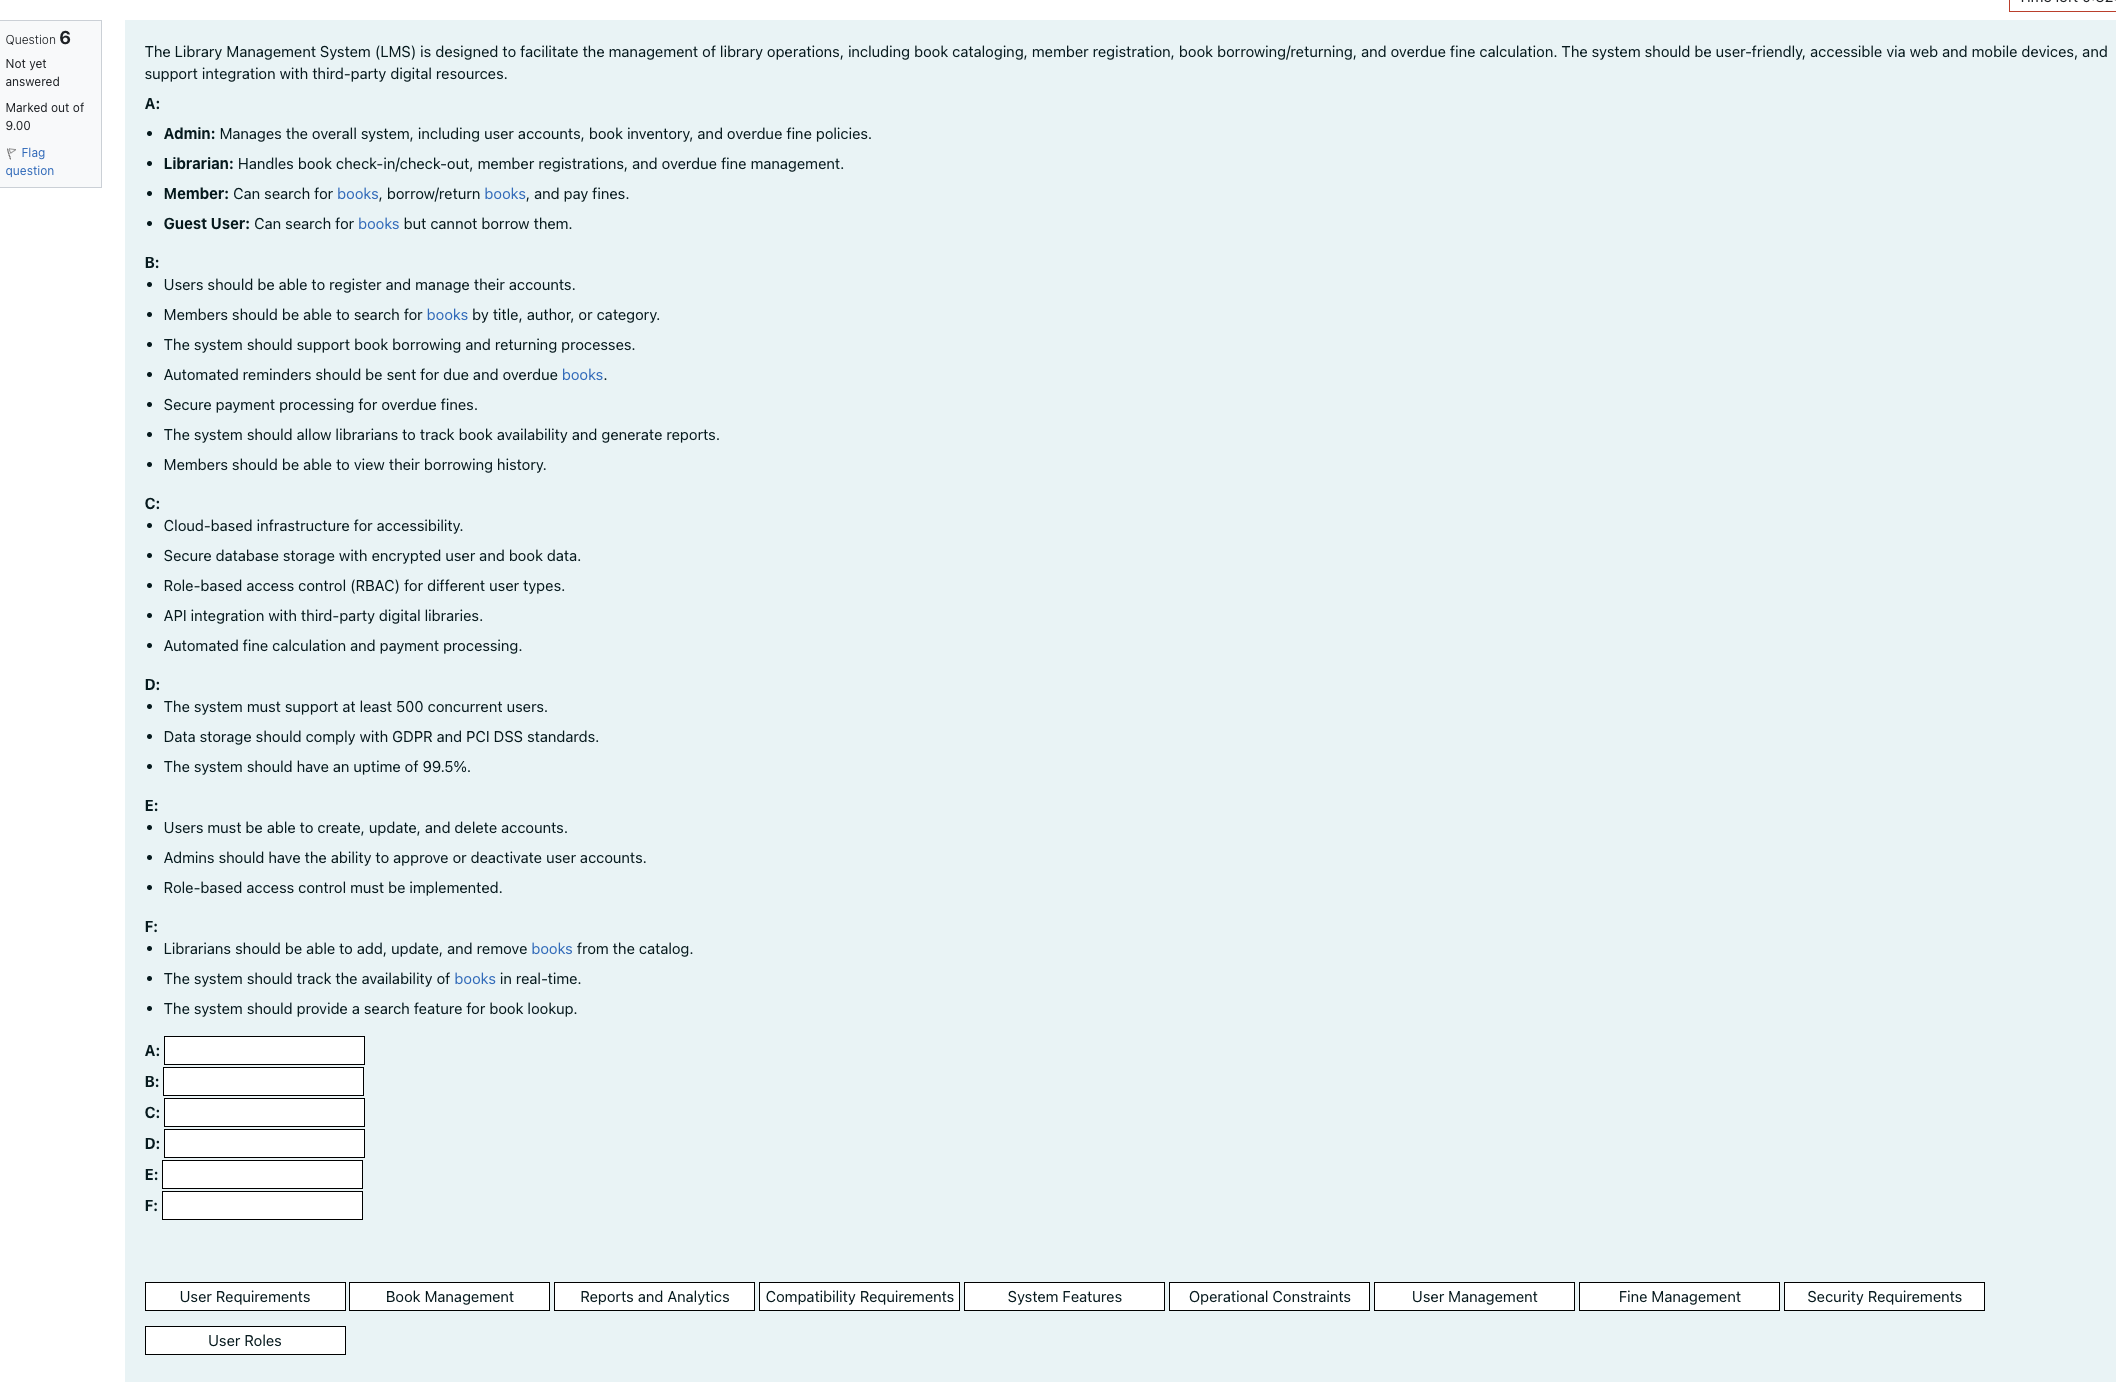 Question 6
Not yet
answered
Marked out of
9.00
Flag
question
The Library Management System (LMS) is designed to facilitate the management of library operations, including book cataloging, member registration, book borrowing/returning, and overdue fine calculation. The system should be user-friendly, accessible via web and mobile devices, and
support integration with third-party digital resources.
A:
• Admin: Manages the overall system, including user accounts, book inventory, and overdue fine policies.
• Librarian: Handles book check-in/check-out, member registrations, and overdue fine management.
• Member: Can search for books, borrow/return books, and pay fines.
• Guest User: Can search for books but cannot borrow them.
B:
• Users should be able to register and manage their accounts.
• Members should be able to search for books by title, author, or category.
• The system should support book borrowing and returning processes.
• Automated reminders should be sent for due and overdue books.
• Secure payment processing for overdue fines.
• The system should allow librarians to track book availability and generate reports.
• Members should be able to view their borrowing history.
C:
• Cloud-based infrastructure for accessibility.
• Secure database storage with encrypted user and book data.
• Role-based access control (RBAC) for different user types.
• API integration with third-party digital libraries.
• Automated fine calculation and payment processing.
D:
• The system must support at least 500 concurrent users.
• Data storage should comply with GDPR and PCI DSS standards.
• The system should have an uptime of 99.5%.
E:
• Users must be able to create, update, and delete accounts.
• Admins should have the ability to approve or deactivate user accounts.
• Role-based access control must be implemented.
F:
• Librarians should be able to add, update, and remove books from the catalog.
• The system should track the availability of books in real-time.
• The system should provide a search feature for book lookup.
A:
B:
C:
D:
E:
F:
User Requirements Book Management Reports and Analytics Compatibility Requirements System Features Operational Constraints User Management Fine Management Security Requirements
User Roles